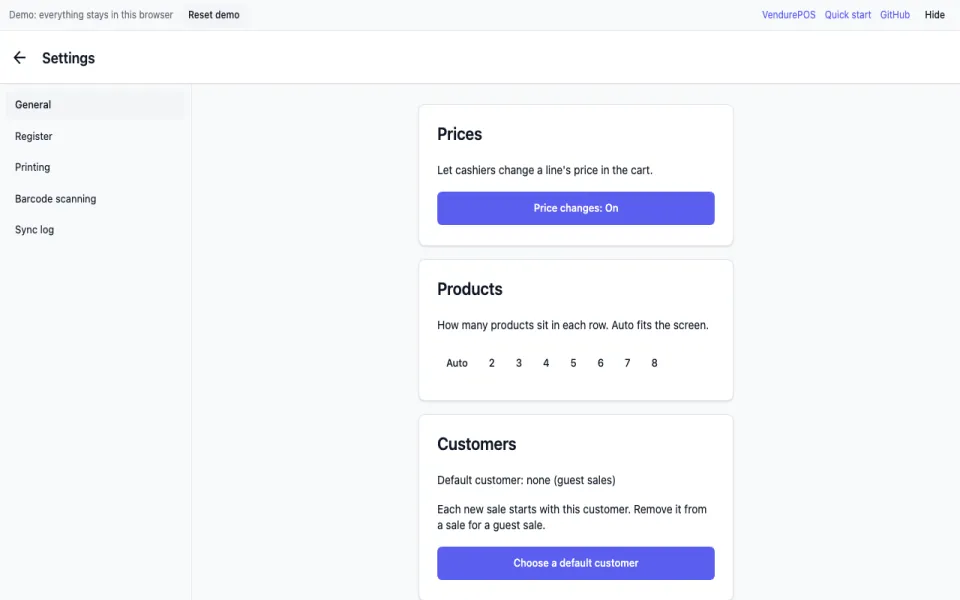 Demo: everything stays in this browser Reset demo VendurePOS Quick start GitHub Hide
Settings
General
Register
Printing
Barcode scanning
Sync log
Prices
Let cashiers change a line's price in the cart.
Price changes: On
Products
How many products sit in each row. Auto fits the screen.
Auto 2 3 4 5 6 7 8
Customers
Default customer: none (guest sales)
Each new sale starts with this customer. Remove it from
a sale for a guest sale.
Choose a default customer